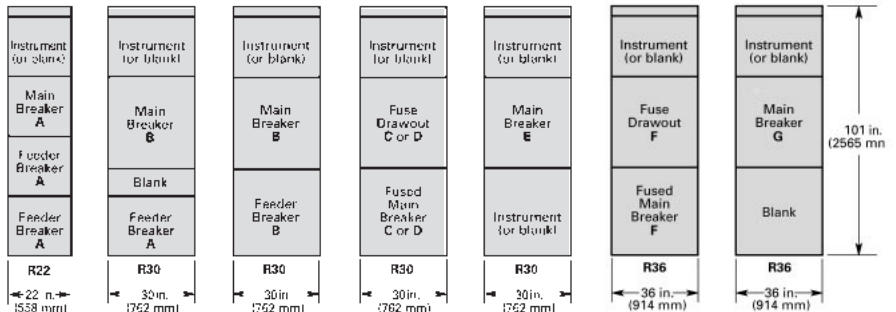 Instrument
(or blank)
Main
Breaker
A
Feeder
Breaker
A
Feeder
Breaker
A
R22
22 in.
(558 mm)
Instrument
(or blank)
Main
Breaker
B
Blank
Feeder
Breaker
A
R30
30 in.
(762 mm)
Instrument
(or blank)
Main
Breaker
B
Feeder
Breaker
B
R30
30 in.
(762 mm)
Instrument
(or blank)
Fuse
Drawout
C or D
Fused
Main
Breaker
C or D
R30
30 in.
(762 mm)
Instrument
(or blank)
Main
Breaker
E
Instrument
(or blank)
R30
30 in.
(762 mm)
Instrument
(or blank)
Fuse
Drawout
F
Fused
Main
Breaker
F
R36
36 in.
(914 mm)
Instrument
(or blank)
Main
Breaker
G
Blank
R36
36 in.
(914 mm)
101 in.
(2565 mm